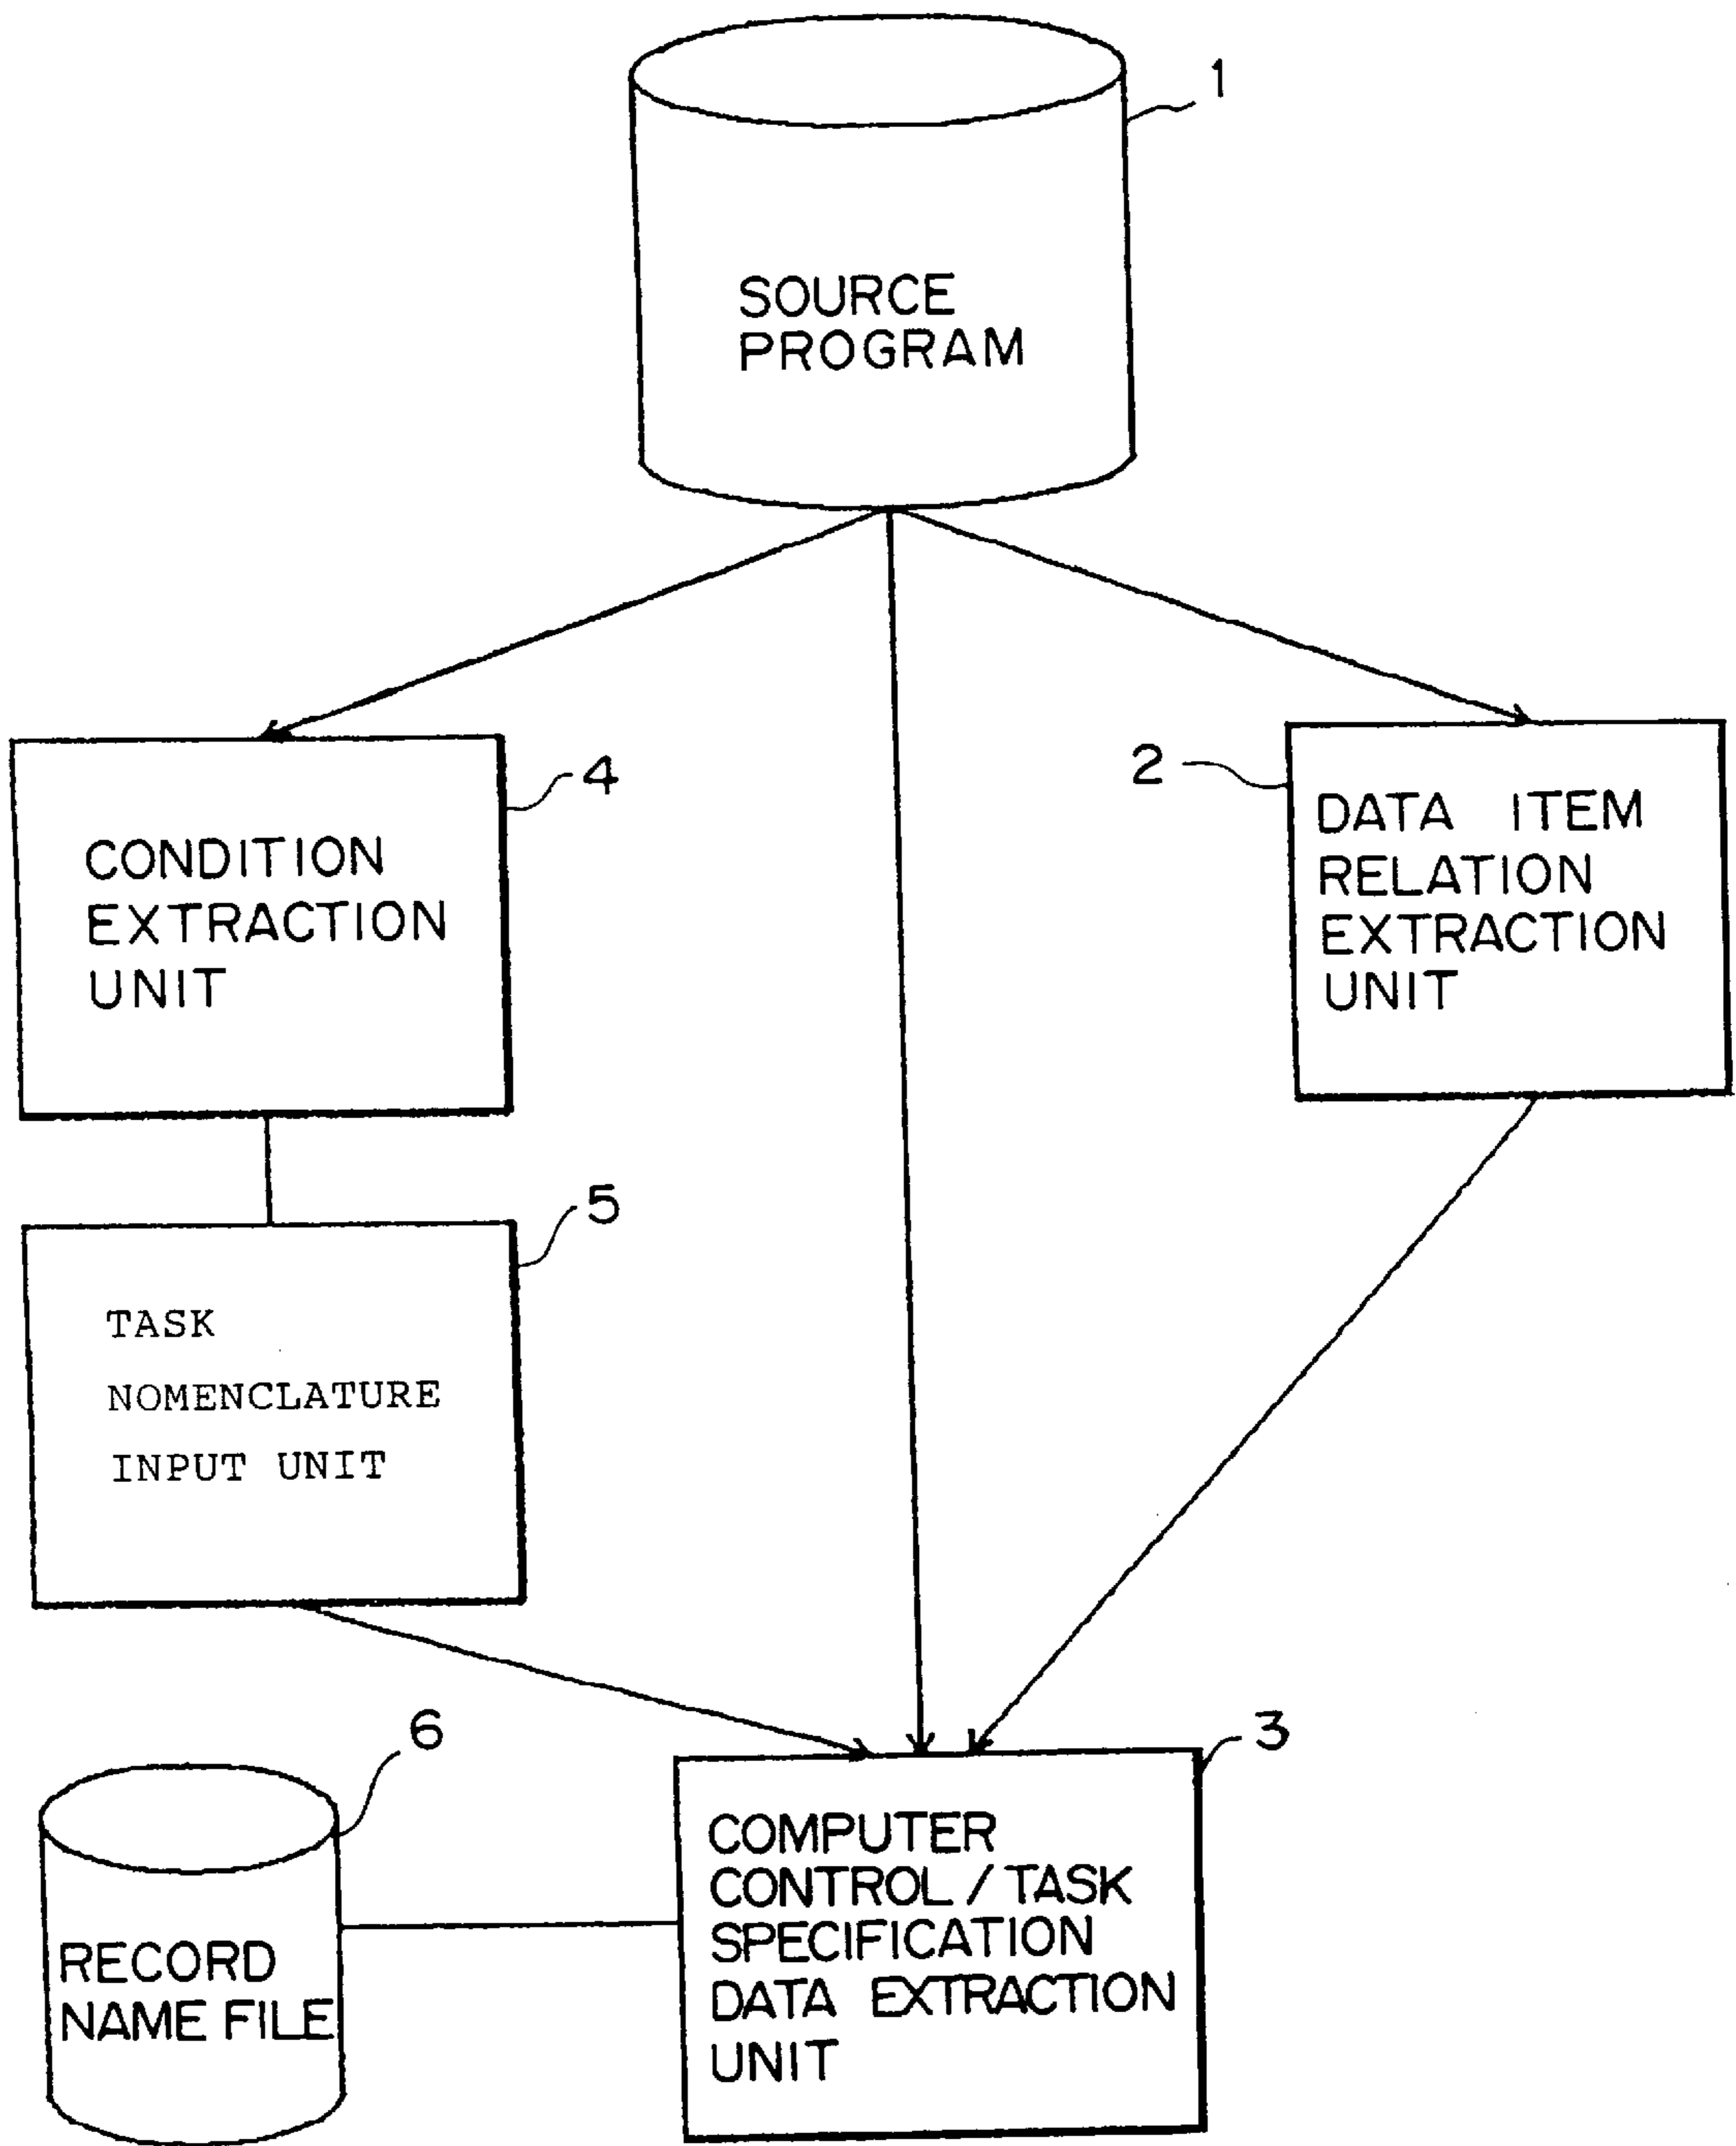 1
SOURCE
PROGRAM
4
CONDITION
EXTRACTION
UNIT
2
DATA ITEM
RELATION
EXTRACTION
UNIT
5
TASK
NOMENCLATURE
INPUT UNIT
6
RECORD
NAME FILE
3
COMPUTER
CONTROL/TASK
SPECIFICATION
DATA EXTRACTION
UNIT